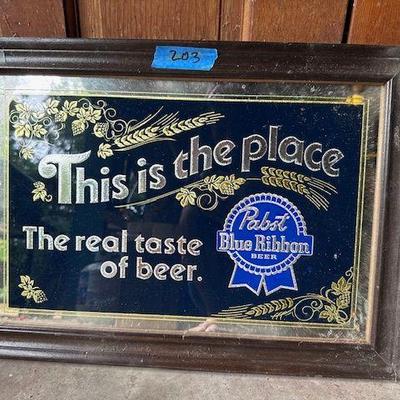 203
This is the place
The real taste
of beer.
Pabst
Blue Ribbon
BEER